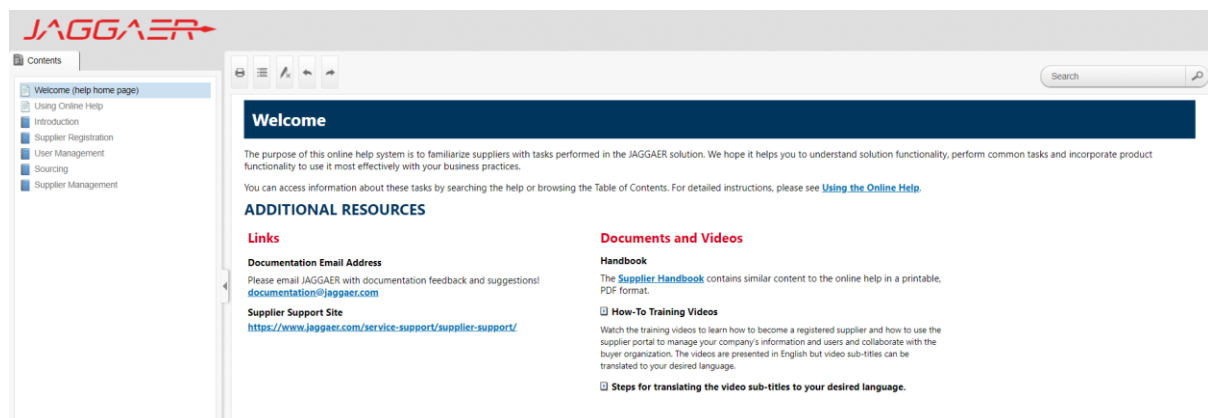 JAGGAER
Contents
Search
Welcome (help home page)
Using Online Help
Introduction
Supplier Registration
User Management
Sourcing
Supplier Management
Welcome
The purpose of this online help system is to familiarize suppliers with tasks performed in the JAGGAER solution. We hope it helps you to understand solution functionality, perform common tasks and incorporate product
functionality to use it most effectively with your business practices.
You can access information about these tasks by searching the help or browsing the Table of Contents. For detailed instructions, please see Using the Online Help.
ADDITIONAL RESOURCES
Links
Documentation Email Address
Please email JAGGAER with documentation feedback and suggestions!
documentation@jaggaer.com
Supplier Support Site
https://www.jaggaer.com/service-support/supplier-support/
Documents and Videos
Handbook
The Supplier Handbook contains similar content to the online help in a printable,
PDF format.
How-To Training Videos
Watch the training videos to learn how to become a registered supplier and how to use the
supplier portal to manage your company's information and users and collaborate with the
buyer organization. The videos are presented in English but video sub-titles can be
translated to your desired language.
Steps for translating the video sub-titles to your desired language.